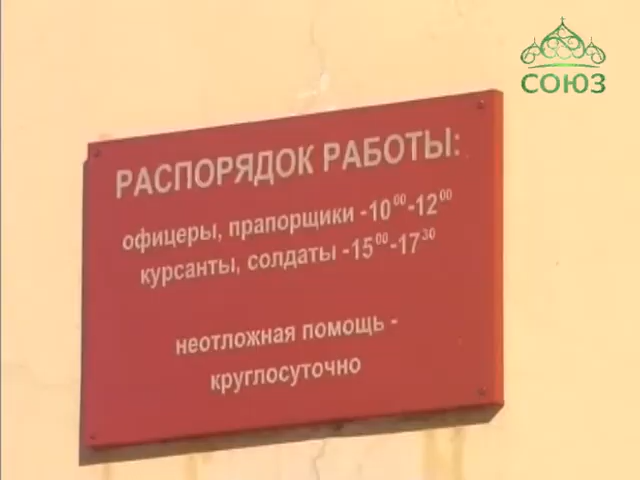 СОЮЗ
РАСПОРЯДОК РАБОТЫ:
офицеры, прапорщики -10⁰⁰-12⁰⁰
курсанты, солдаты -15⁰⁰-17³⁰
неотложная помощь -
круглосуточно